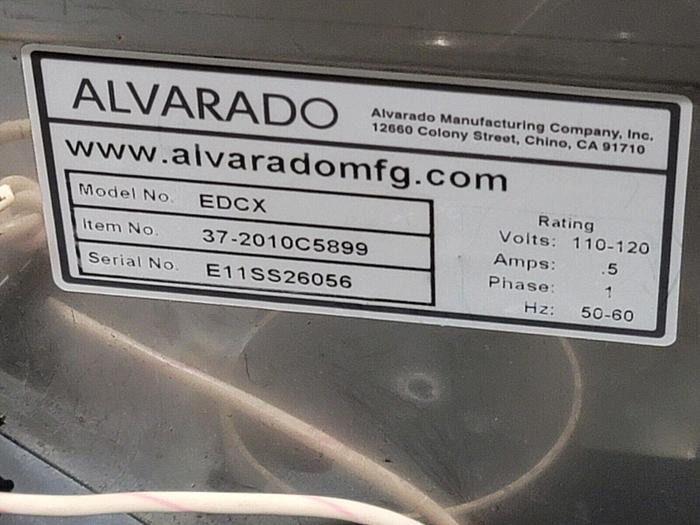 ALVARADO
Alvarado Manufacturing Company, Inc.
12660 Colony Street, Chino, CA 91710
www.alvaradomfg.com
Model No. EDCX
Item No. 37-2010C5899
Serial No. E11SS26056
Rating
Volts: 110-120
Amps: .5
Phase: 1
Hz: 50-60